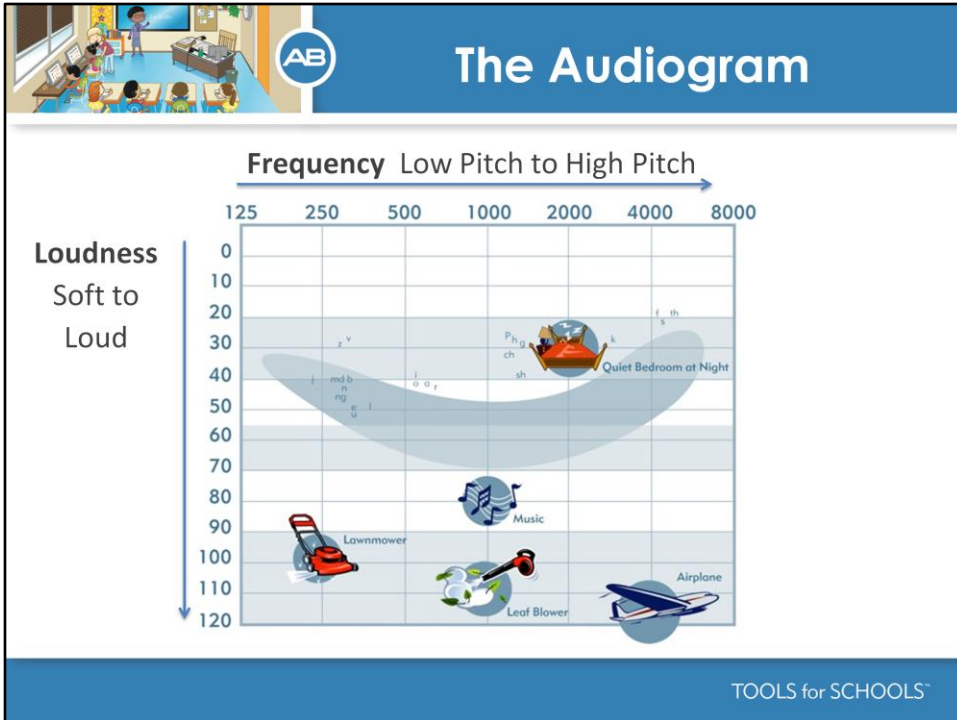 AB
The Audiogram
Frequency Low Pitch to High Pitch
125 250 500 1000 2000 4000 8000
Loudness
Soft to
Loud
0
10
20
30
40
50
60
70
80
90
100
110
120
f th
s
z v
P h g
k
ch
Quiet Bedroom at Night
j m d b
i
sh
n
o a r
ng
e l
u
Music
Lawnmower
Leaf Blower
Airplane
TOOLS for SCHOOLS™